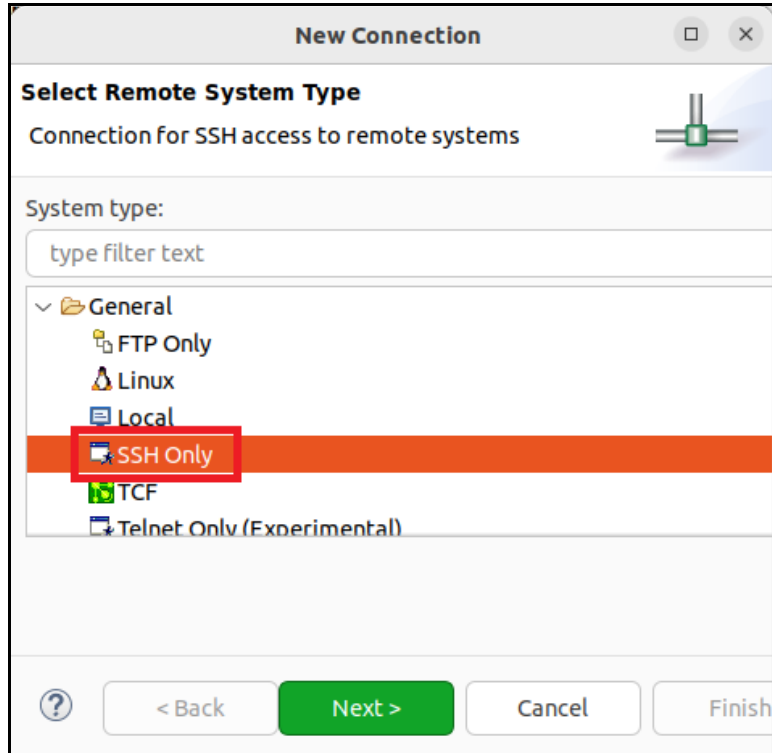 New Connection
Select Remote System Type
Connection for SSH access to remote systems
System type:
type filter text
General
FTP Only
Linux
Local
SSH Only
TCF
Telnet Only (Experimental)
? < Back Next > Cancel Finish